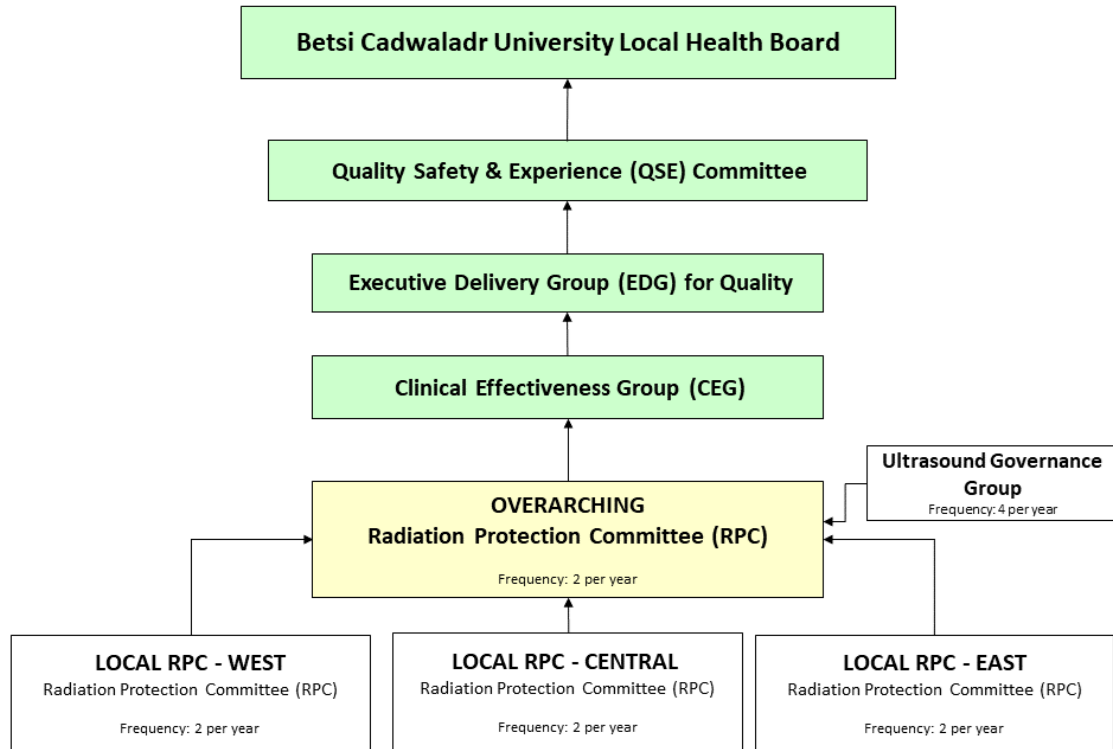 Betsi Cadwaladr University Local Health Board
Quality Safety & Experience (QSE) Committee
Executive Delivery Group (EDG) for Quality
Clinical Effectiveness Group (CEG)
Ultrasound Governance
Group
Frequency: 4 per year
OVERARCHING
Radiation Protection Committee (RPC)
Frequency: 2 per year
LOCAL RPC - WEST
Radiation Protection Committee (RPC)
Frequency: 2 per year
LOCAL RPC - CENTRAL
Radiation Protection Committee (RPC)
Frequency: 2 per year
LOCAL RPC - EAST
Radiation Protection Committee (RPC)
Frequency: 2 per year